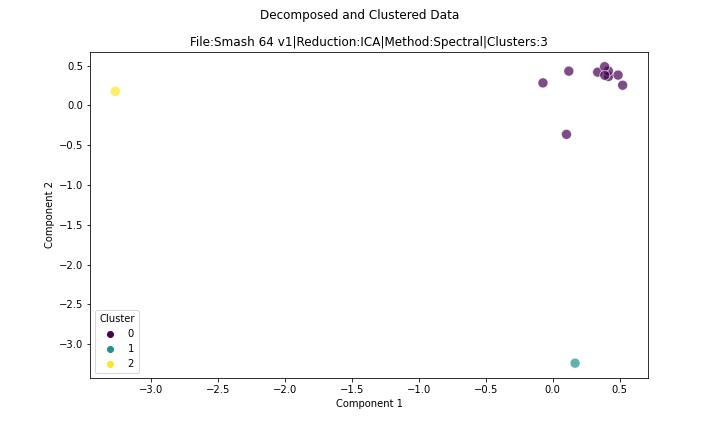 Decomposed and Clustered Data
File:Smash 64 v1|Reduction:ICA|Method:Spectral|Clusters:3
0.5
0.0
−0.5
−1.0
−1.5
−2.0
−2.5
−3.0
Component 2
Cluster
0
1
2
−3.0 −2.5 −2.0 −1.5 −1.0 −0.5 0.0 0.5
Component 1